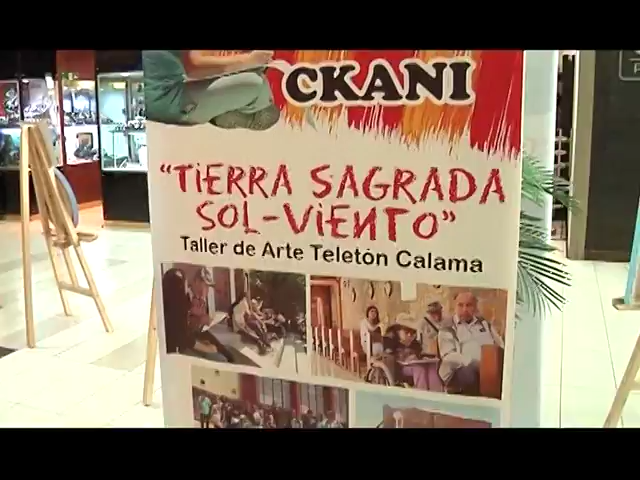 CKANI
“TiERRA SAGRADA
SOL-ViENTO”
Taller de Arte Teletón Calama